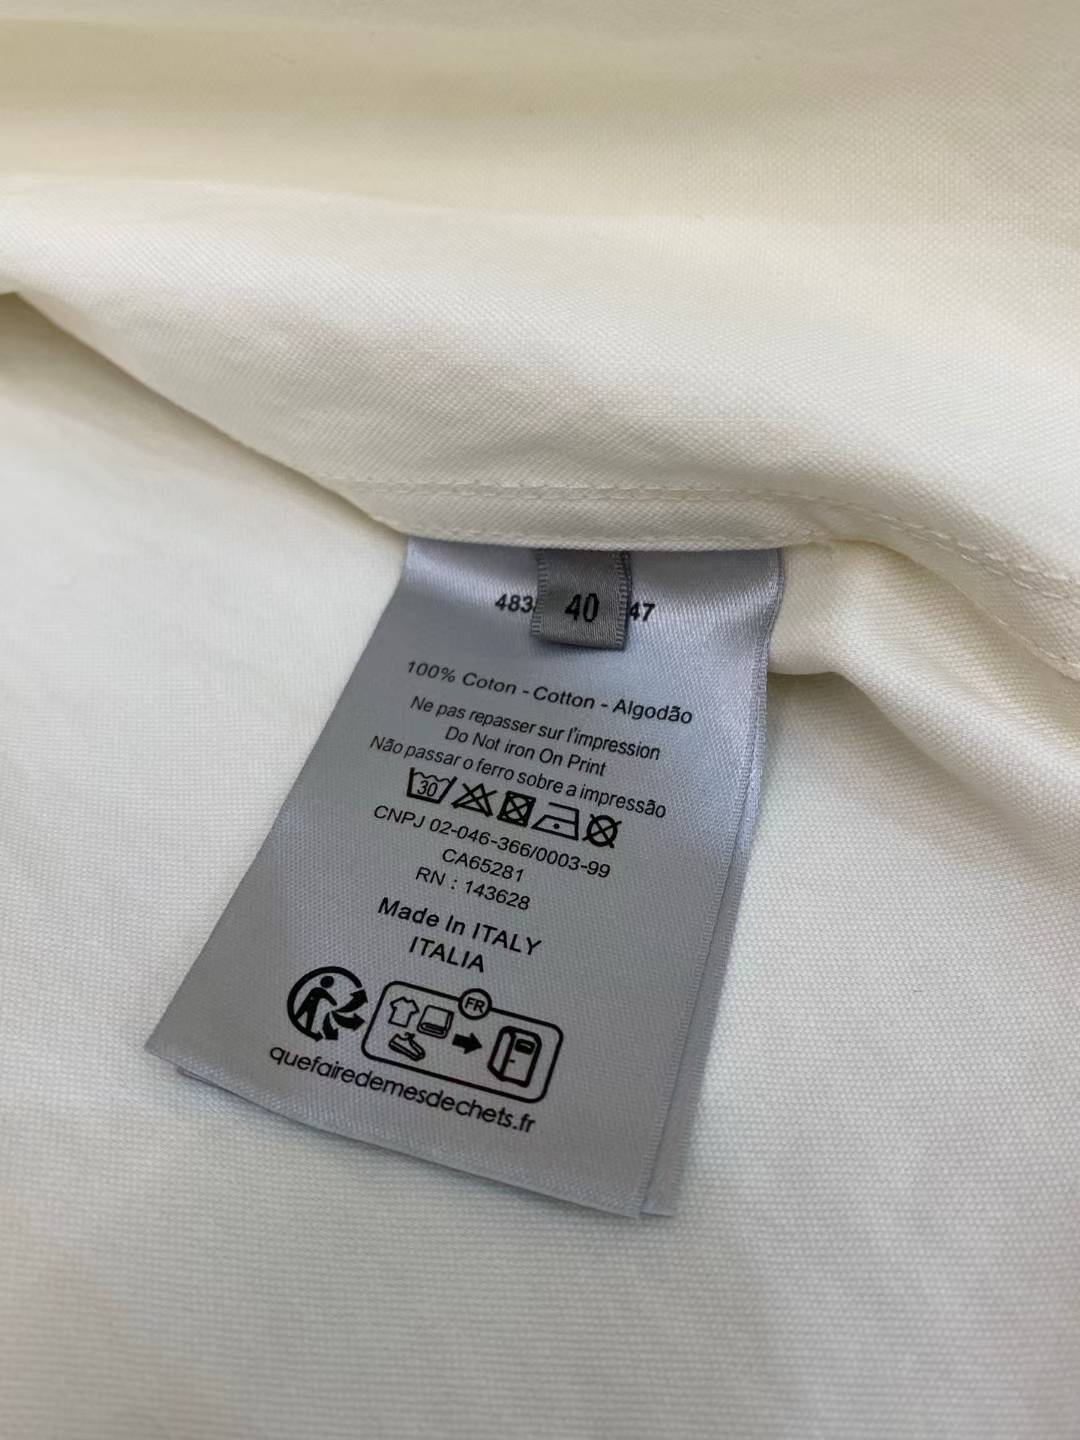 483 40 47
100% Coton - Cotton - Algodão
Ne pas repasser sur l'impression
Do Not iron On Print
Não passar o ferro sobre a impressão
30
CNPJ 02-046-366/0003-99
CA65281
RN : 143628
Made In ITALY
ITALIA
FR
quefairedemesdechets.fr